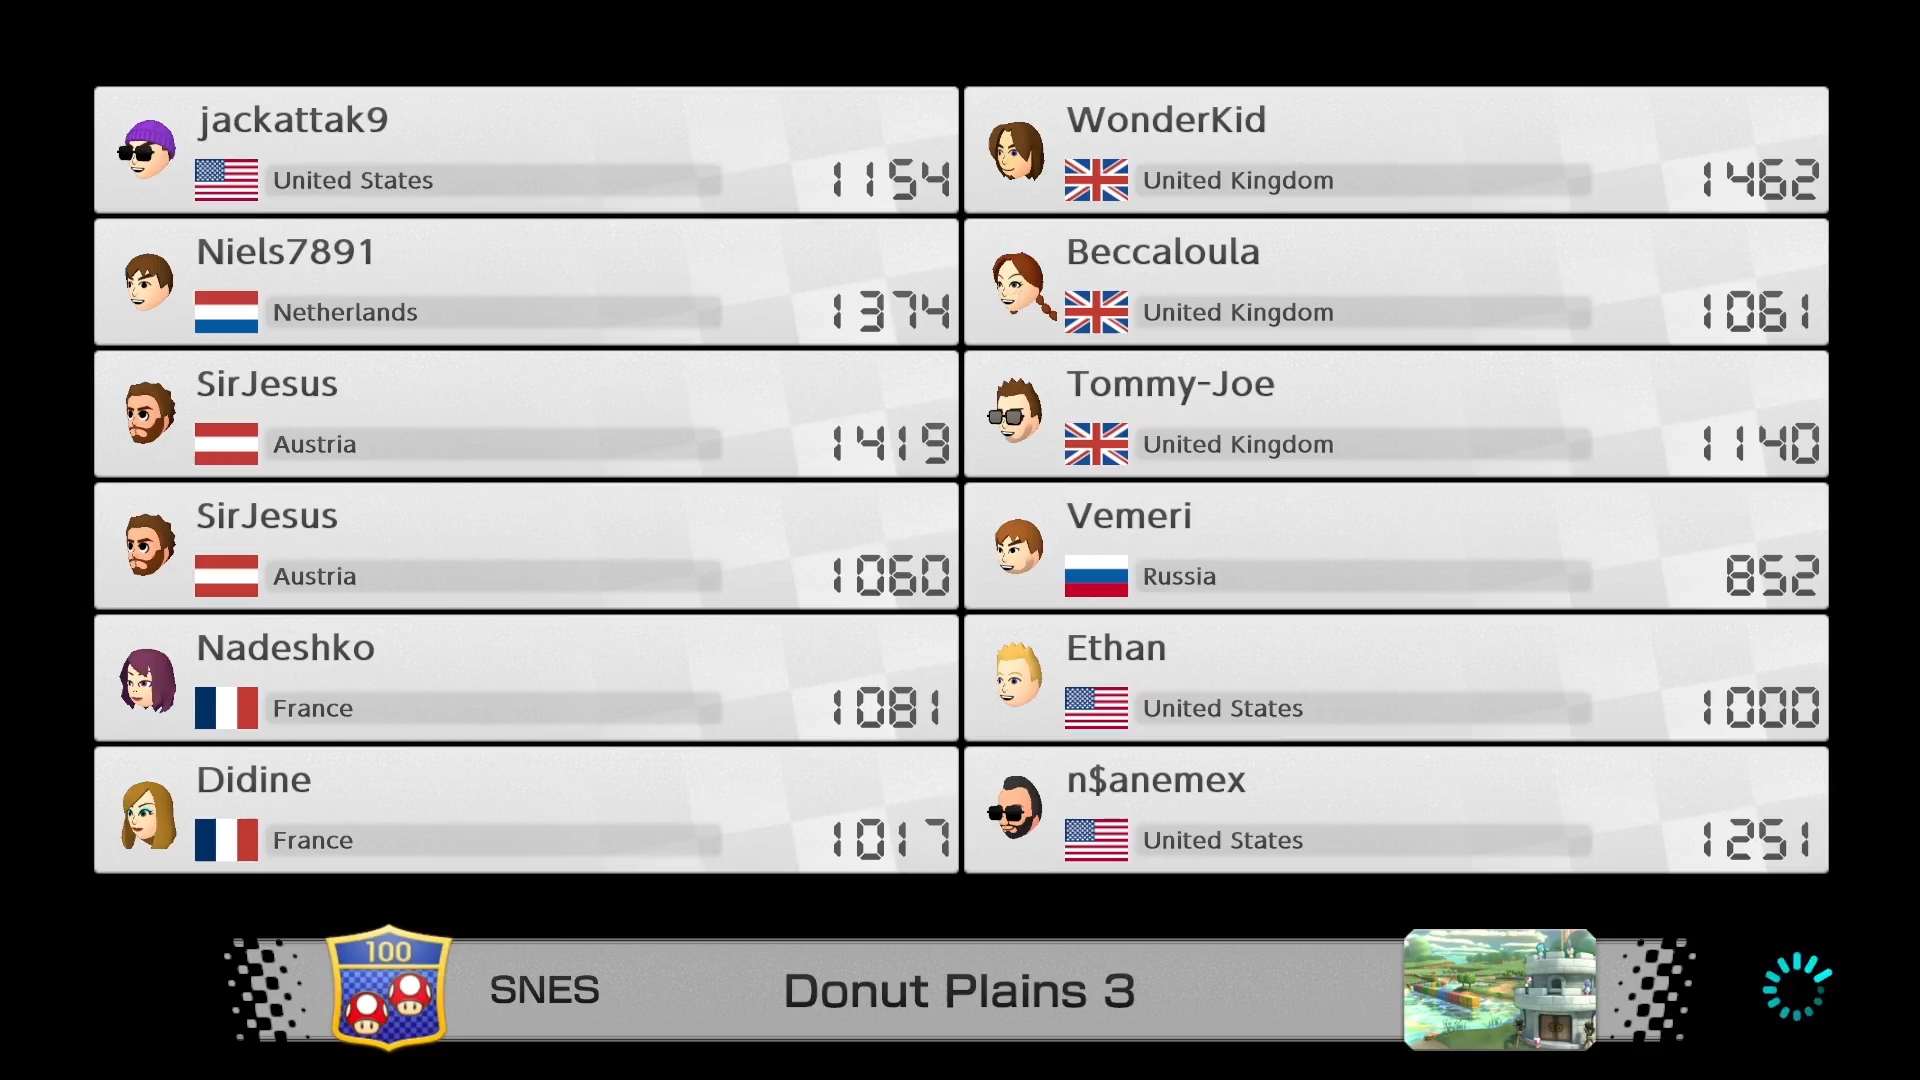 jackattak9
United States 1154
Niels7891
Netherlands 1374
SirJesus
Austria 1419
SirJesus
Austria 1060
Nadeshko
France 1081
Didine
France 1017
WonderKid
United Kingdom 1462
Beccaloula
United Kingdom 1061
Tommy-Joe
United Kingdom 1140
Vemeri
Russia 852
Ethan
United States 1000
n$anemex
United States 1251
100 SNES Donut Plains 3